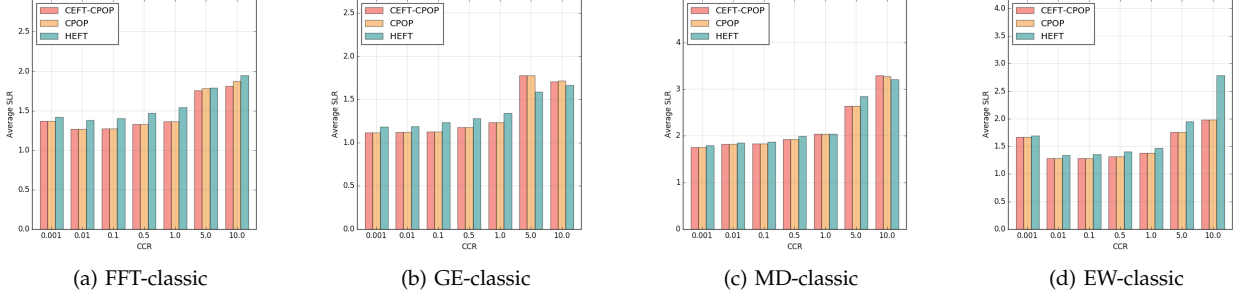 CEFT-CPOP
CPOP
HEFT
2.5
2.0
1.5
1.0
0.5
0.0
Average SLR
0.001 0.01 0.1 0.5 1.0 5.0 10.0
CCR
(a) FFT-classic
CEFT-CPOP
CPOP
HEFT
2.5
2.0
1.5
1.0
0.5
0.0
Average SLR
0.001 0.01 0.1 0.5 1.0 5.0 10.0
CCR
(b) GE-classic
CEFT-CPOP
CPOP
HEFT
4
3
2
1
0
Average SLR
0.001 0.01 0.1 0.5 1.0 5.0 10.0
CCR
(c) MD-classic
CEFT-CPOP
CPOP
HEFT
4.0
3.5
3.0
2.5
2.0
1.5
1.0
0.5
0.0
Average SLR
0.001 0.01 0.1 0.5 1.0 5.0 10.0
CCR
(d) EW-classic